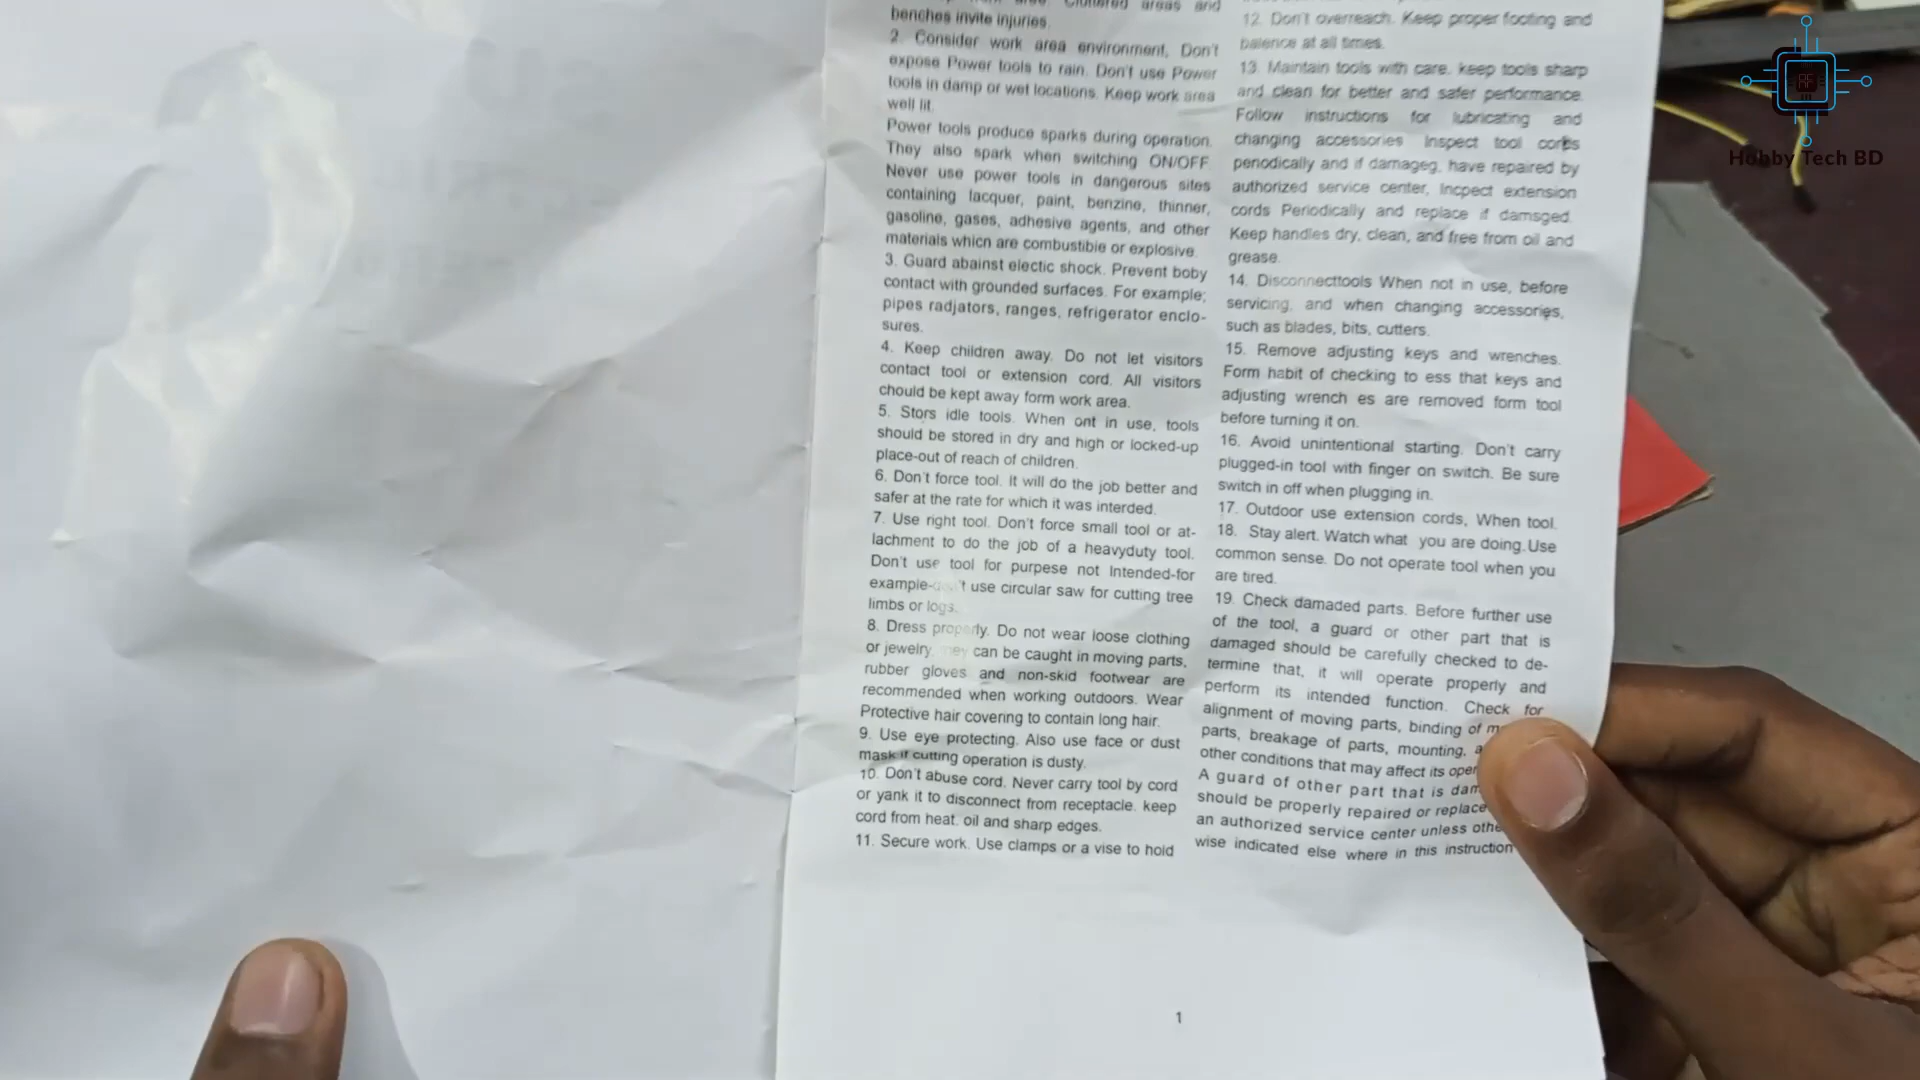 area. Cluttered areas and
benches invite injuries.
2. Consider work area environment, Don't
expose Power tools to rain. Don't use Power
tools in damp or wet locations. Keep work area
well lit.
Power tools produce sparks during operation.
They also spark when switching ON/OFF.
Never use power tools in dangerous sites
containing lacquer, paint, benzine, thinner,
gasoline, gases, adhesive agents, and other
materials whicn are combustibie or explosive.
3. Guard abainst electic shock. Prevent boby
contact with grounded surfaces. For example;
pipes radjators, ranges, refrigerator enclo-
sures.
4. Keep children away. Do not let visitors
contact tool or extension cord. All visitors
chould be kept away form work area.
5. Stors idle tools. When ont in use, tools
should be stored in dry and high or locked-up
place-out of reach of children.
6. Don't force tool. It will do the job better and
safer at the rate for which it was interded.
7. Use right tool. Don't force small tool or at-
lachment to do the job of a heavyduty tool.
Don't use tool for purpese not Intended-for
example- use circular saw for cutting tree
limbs or logs.
8. Dress properly. Do not wear loose clothing
or jewelry. can be caught in moving parts,
rubber gloves and non-skid footwear are
recommended when working outdoors. Wear
Protective hair covering to contain long hair.
9. Use eye protecting. Also use face or dust
mask if cutting operation is dusty.
10. Don't abuse cord. Never carry tool by cord
or yank it to disconnect from receptacle. keep
cord from heat. oil and sharp edges.
11. Secure work. Use clamps or a vise to hold
12. Don't overreach. Keep proper footing and
balence at all times.
13. Maintain tools with care. keep tools sharp
and clean for better and safer performance.
Follow instructions for lubricating and
changing accessories Inspect tool cords
periodically and if damageg, have repaired by
authorized service center, Incpect extension
cords Periodically and replace if damsged.
Keep handles dry, clean, and free from oil and
grease.
14. Disconnecttools When not in use, before
servicing, and when changing accessories,
such as blades, bits, cutters.
15. Remove adjusting keys and wrenches.
Form habit of checking to ess that keys and
adjusting wrench es are removed form tool
before turning it on.
16. Avoid unintentional starting. Don't carry
plugged-in tool with finger on switch. Be sure
switch in off when plugging in.
17. Outdoor use extension cords, When tool.
18. Stay alert. Watch what you are doing.Use
common sense. Do not operate tool when you
are tired.
19. Check damaded parts. Before further use
of the tool, a guard or other part that is
damaged should be carefully checked to de-
termine that, it will operate properly and
perform its intended function. Check for
alignment of moving parts, binding of
parts, breakage of parts, mounting,
other conditions that may affect its
A guard of other part that is
should be properly repaired or
an authorized service center unless
wise indicated else where in this instruction
1
Hobby Tech BD